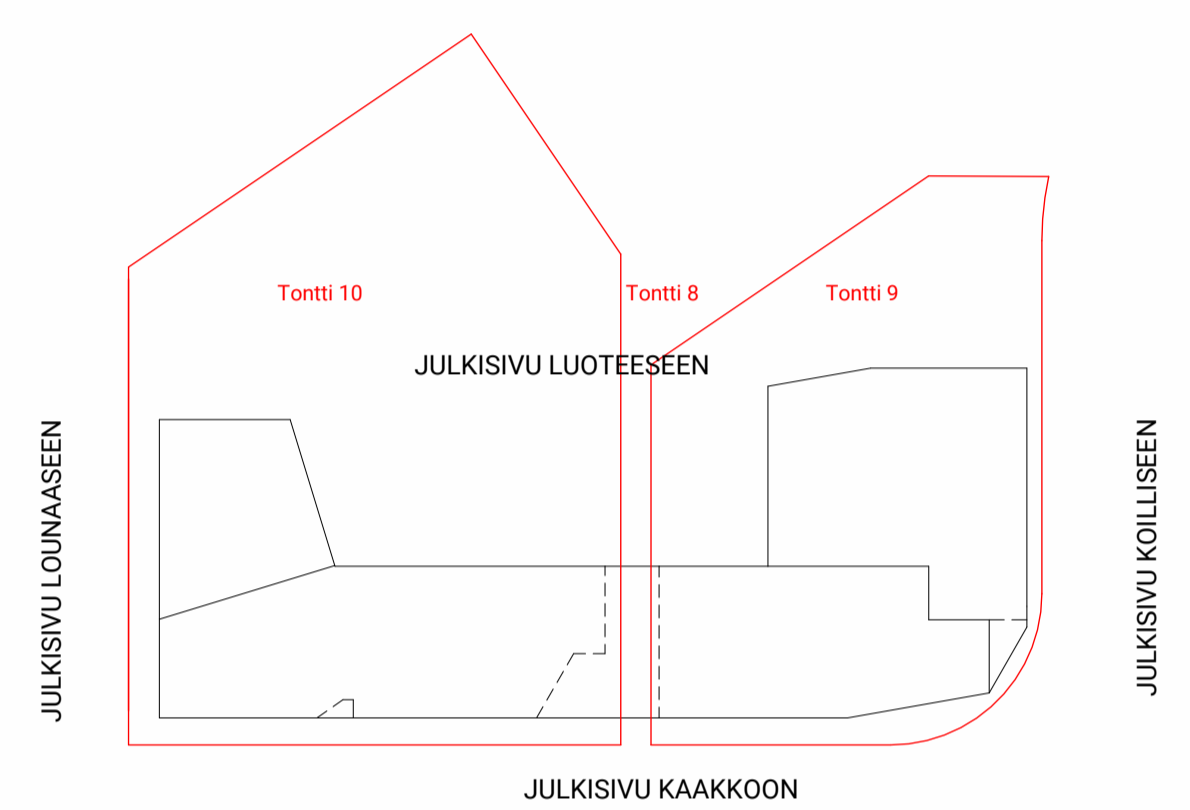 Tontti 10
Tontti 8
Tontti 9
JULKISIVU LUOTEESEEN
JULKISIVU LOUNAASEEN
JULKISIVU KOILLISEEN
JULKISIVU KAAKKOON